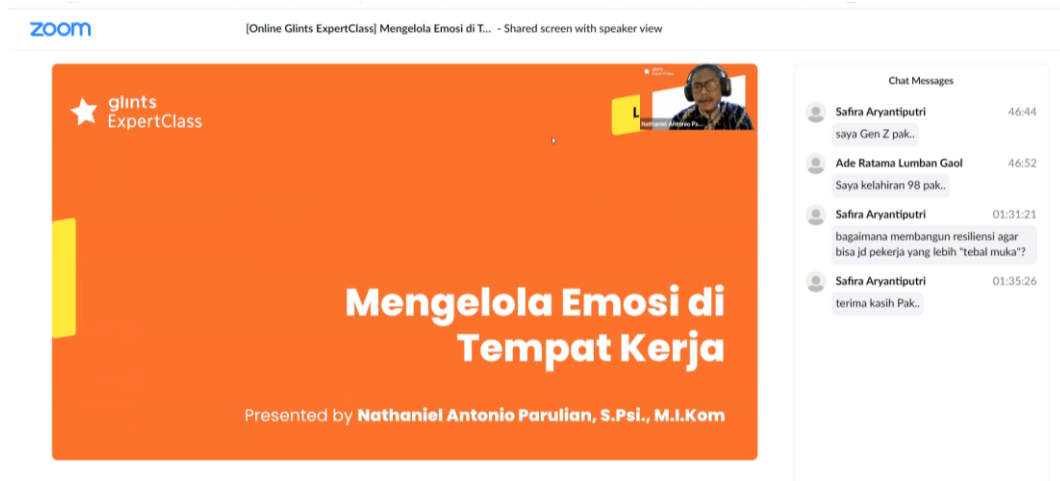 zoom
[Online Glints ExpertClass] Mengelola Emosi di T... - Shared screen with speaker view
glints
ExpertClass
L
Nathaniel Antonio Pa...
Mengelola Emosi di
Tempat Kerja
Presented by Nathaniel Antonio Parulian, S.Psi., M.I.Kom
Chat Messages
Safira Aryantiputri 46:44
saya Gen Z pak..
Ade Ratama Lumban Gaol 46:52
Saya kelahiran 98 pak..
Safira Aryantiputri 01:31:21
bagaimana membangun resiliensi agar
bisa jd pekerja yang lebih "tebal muka"?
Safira Aryantiputri 01:35:26
terima kasih Pak..